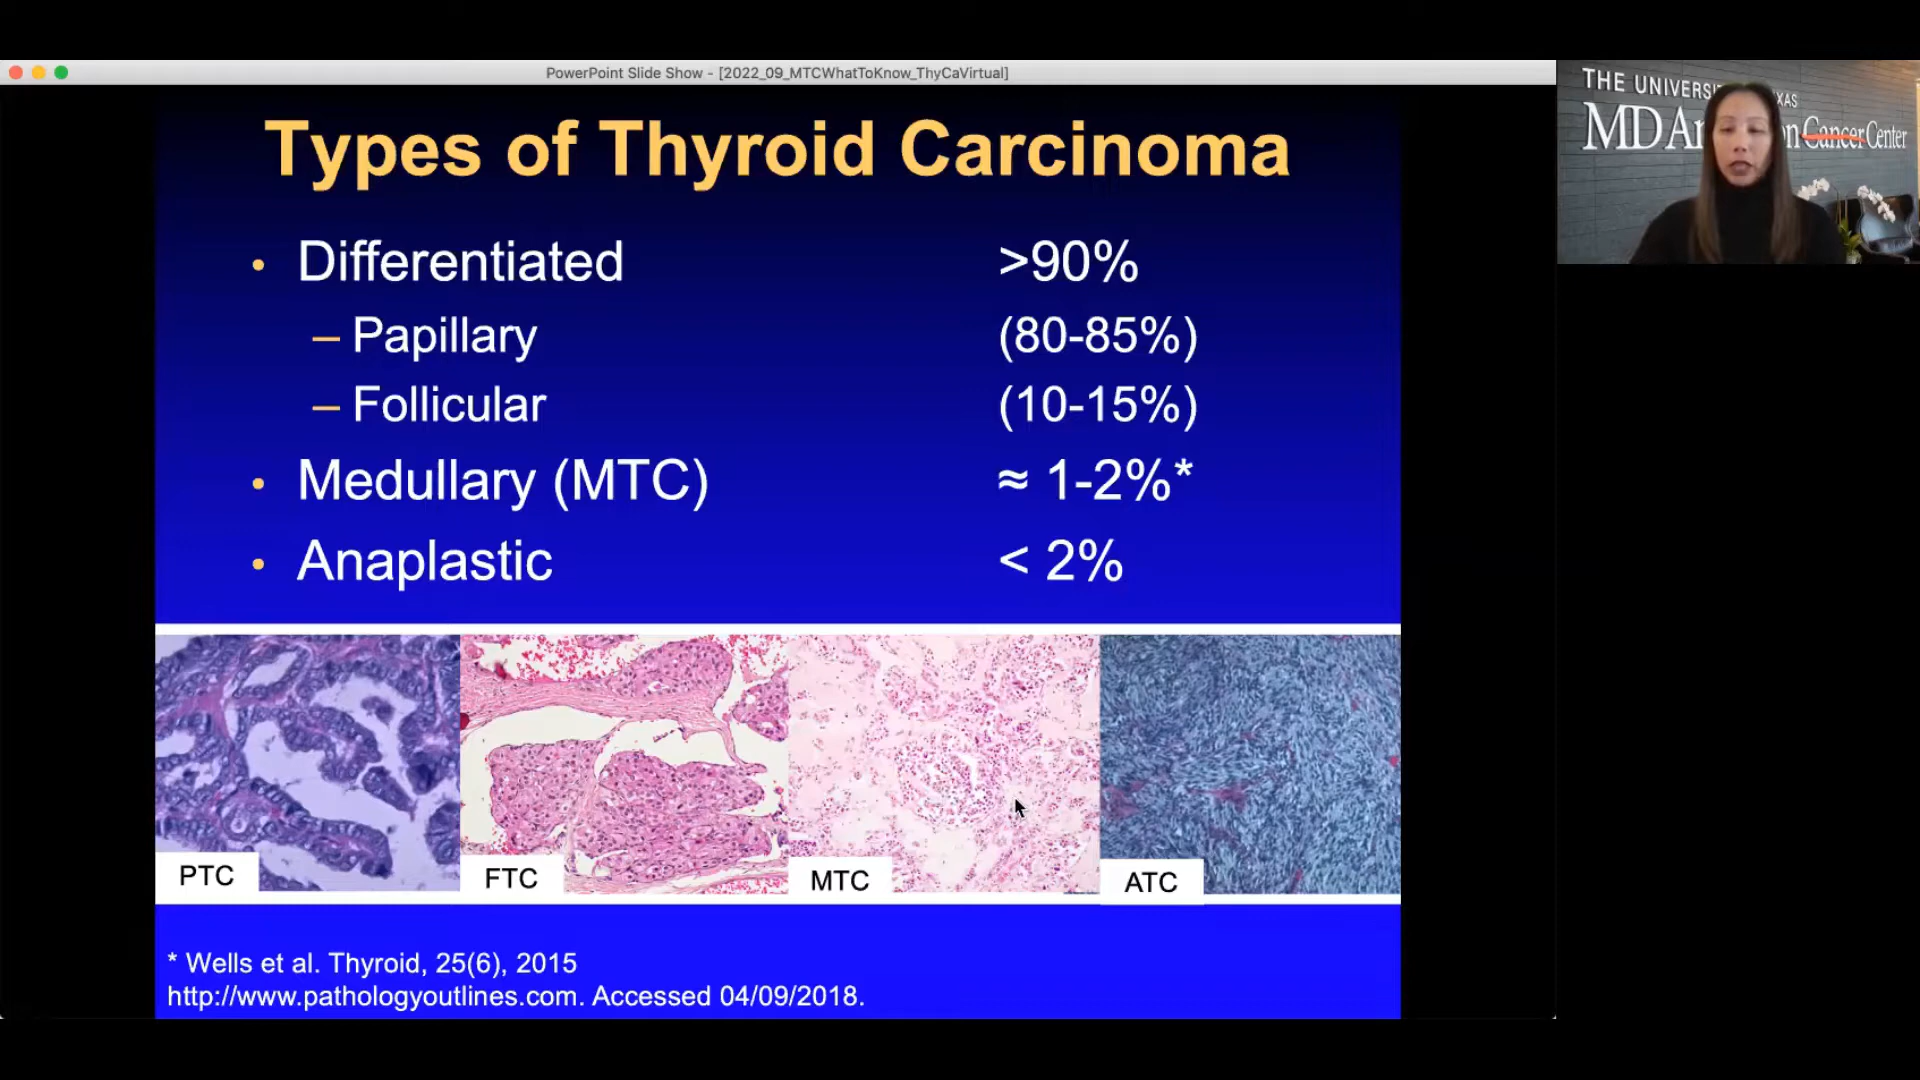 PowerPoint Slide Show - [2022_09_MTCWhatToKnow_ThyCaVirtual]
Types of Thyroid Carcinoma
• Differentiated >90%
– Papillary (80-85%)
– Follicular (10-15%)
• Medullary (MTC) ≈ 1-2%*
• Anaplastic < 2%
PTC FTC MTC ATC
* Wells et al. Thyroid, 25(6), 2015
http://www.pathologyoutlines.com. Accessed 04/09/2018.
THE
MD Cancer Center